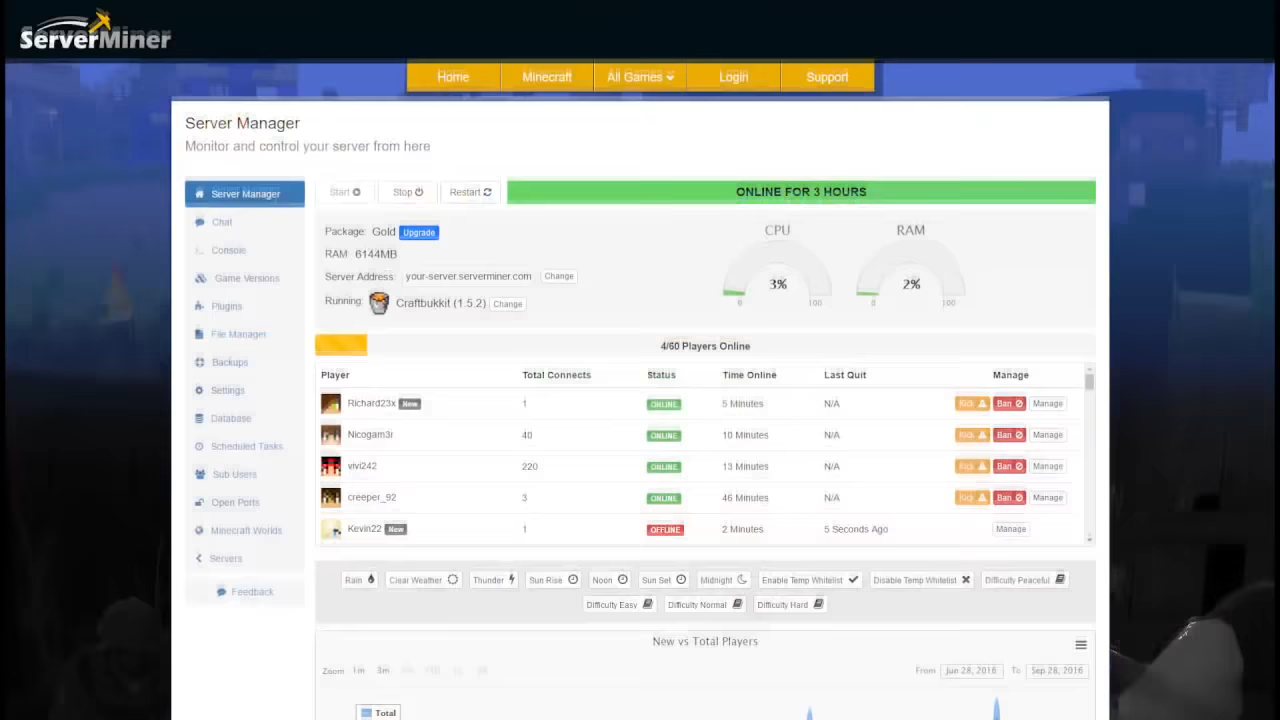 ServerMiner
Home Minecraft All Games Login Support
Server Manager
Monitor and control your server from here
Server Manager
Chat
Console
Game Versions
Plugins
File Manager
Backups
Settings
Database
Scheduled Tasks
Sub Users
Open Ports
Minecraft Worlds
Servers
Feedback
Start Stop Restart ONLINE FOR 3 HOURS
Package: Gold Upgrade
RAM 6144MB
Server Address: your-server.serverminer.com Change
Running: Craftbukkit (1.5.2) Change
CPU RAM
3% 2%
0 100 0 100
4/60 Players Online
Player Total Connects Status Time Online Last Quit Manage
Richard23x New 1 ONLINE 5 Minutes N/A Kick Ban Manage
Nicogam3r 40 ONLINE 10 Minutes N/A Kick Ban Manage
vivi242 220 ONLINE 13 Minutes N/A Kick Ban Manage
creeper_92 3 ONLINE 46 Minutes N/A Kick Ban Manage
Kevin22 New 1 OFFLINE 2 Minutes 5 Seconds Ago Manage
Rain Clear Weather Thunder Sun Rise Noon Sun Set Midnight Enable Temp Whitelist Disable Temp Whitelist Difficulty Peaceful
Difficulty Easy Difficulty Normal Difficulty Hard
New vs Total Players
Zoom 1m 3m From Jun 28, 2016 To Sep 28, 2016
Total